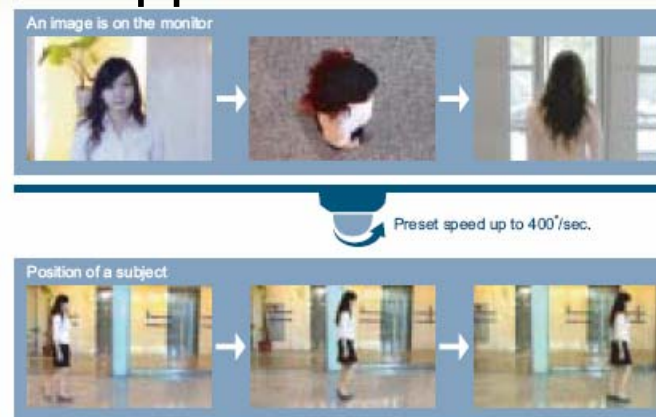 An image is on the monitor
Preset speed up to 400°/sec.
Position of a subject